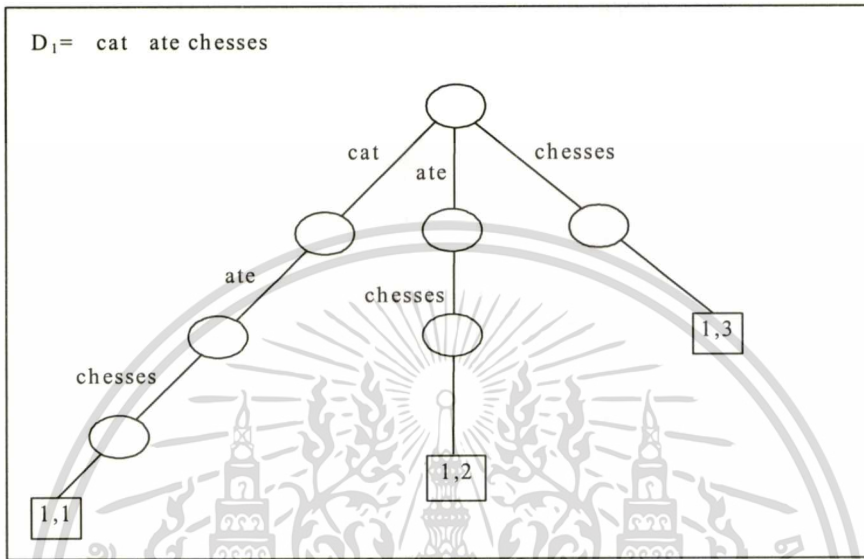 D₁= cat ate chesses
cat
ate
chesses
ate
chesses
chesses
1,3
1,2
1,1